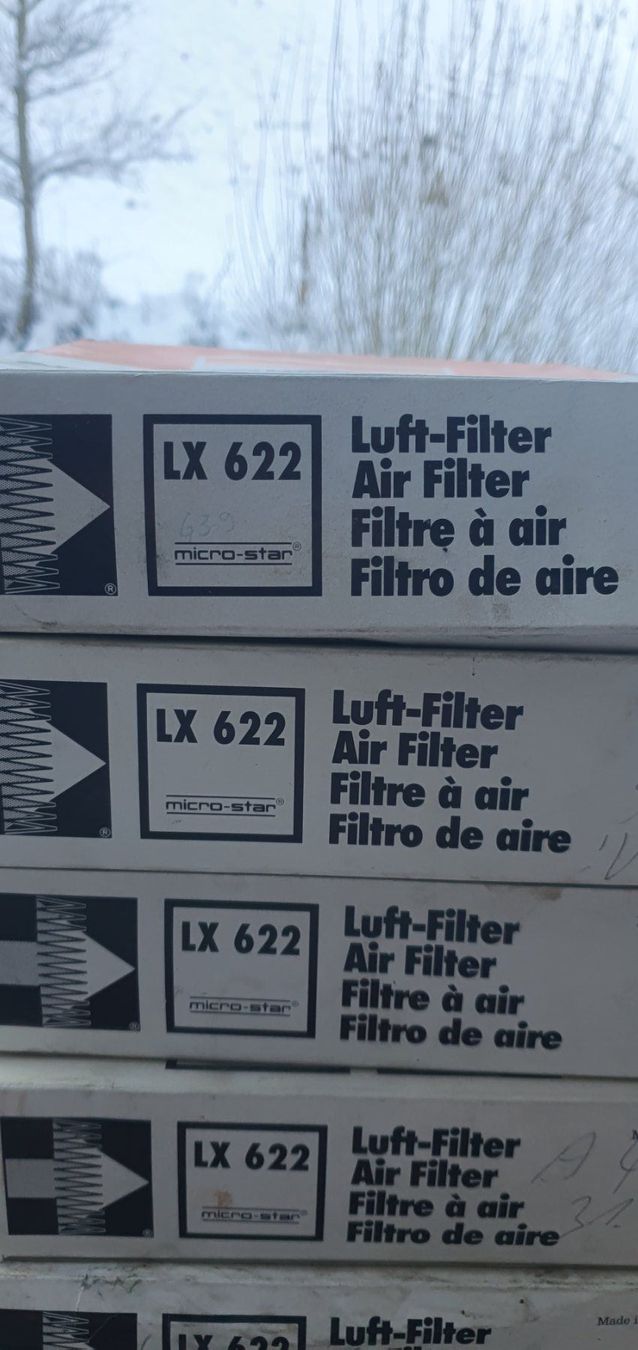 LX 622
639
micro-star®
Luft-Filter
Air Filter
Filtre à air
Filtro de aire
®
LX 622
micro-star®
Luft-Filter
Air Filter
Filtre à air
Filtro de aire
®
LX 622
micro-star®
Luft-Filter
Air Filter
Filtre à air
Filtro de aire
®
LX 622
micro-star®
Luft-Filter
Air Filter
Filtre à air
Filtro de aire
LX 622
Luft-Filter
Made